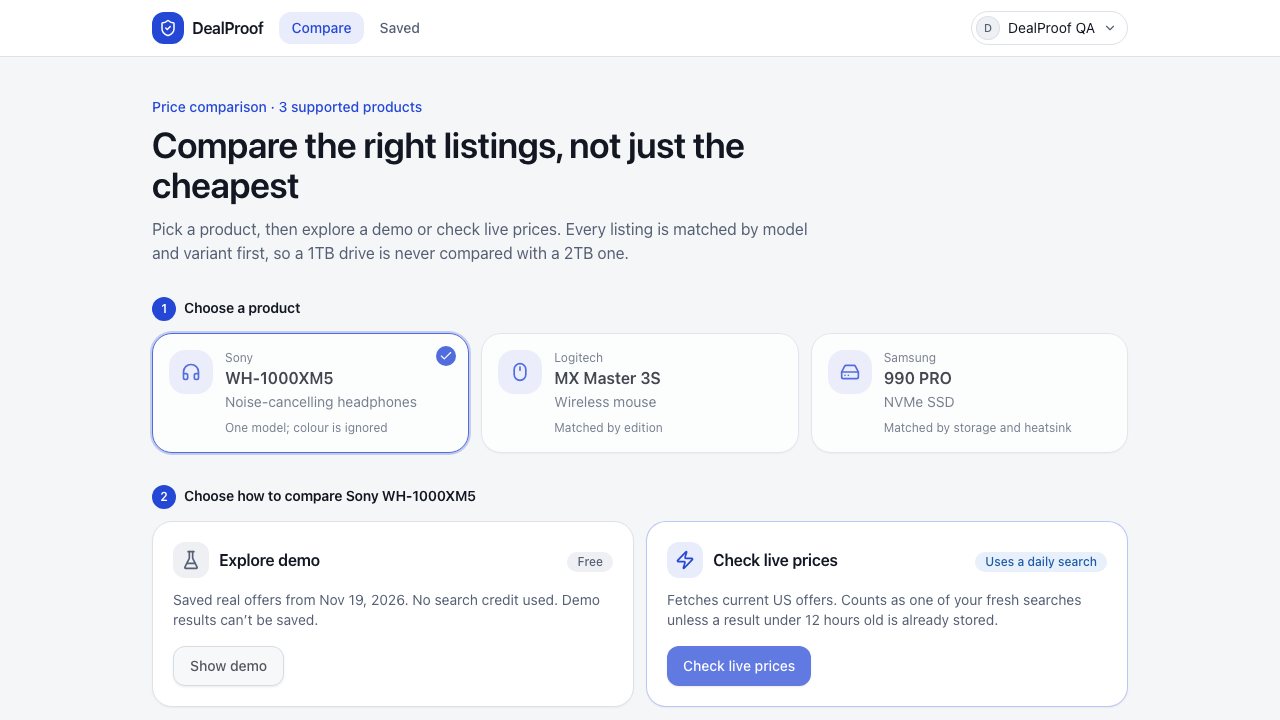 DealProof
Compare
Saved
D
DealProof QA
Price comparison · 3 supported products
Compare the right listings, not just the
cheapest
Pick a product, then explore a demo or check live prices. Every listing is matched by model
and variant first, so a 1TB drive is never compared with a 2TB one.
1
Choose a product
Sony
WH-1000XM5
Noise-cancelling headphones
One model; colour is ignored
Logitech
MX Master 3S
Wireless mouse
Matched by edition
Samsung
990 PRO
NVMe SSD
Matched by storage and heatsink
2
Choose how to compare Sony WH-1000XM5
Explore demo
Free
Saved real offers from Nov 19, 2026. No search credit used. Demo
results can’t be saved.
Show demo
Check live prices
Uses a daily search
Fetches current US offers. Counts as one of your fresh searches
unless a result under 12 hours old is already stored.
Check live prices